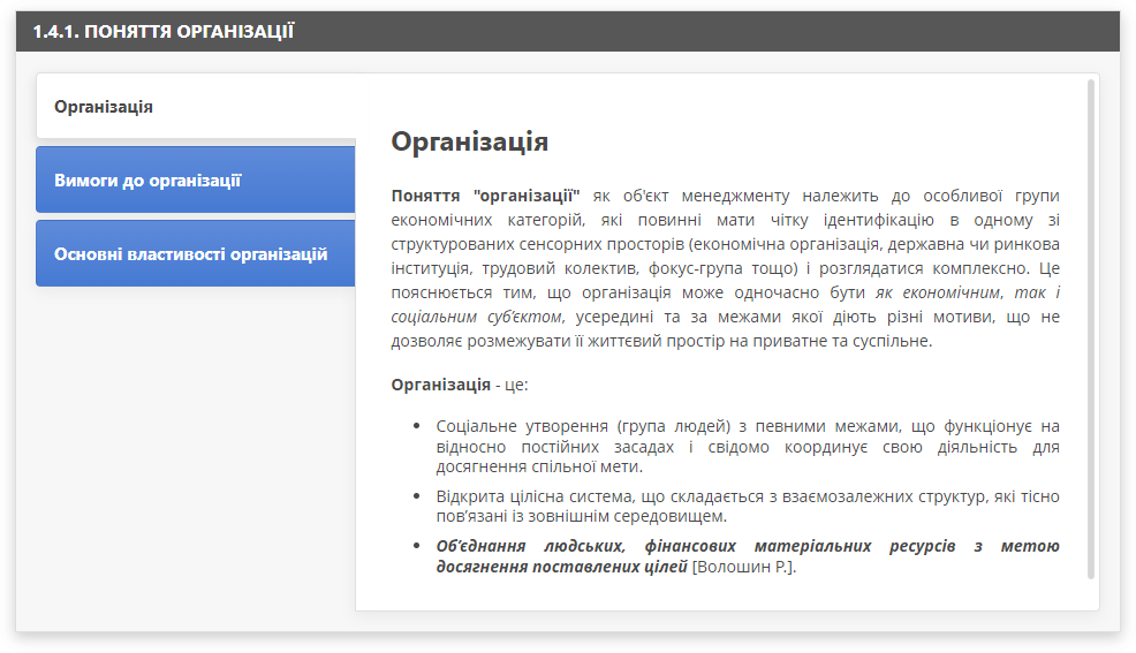 1.4.1. ПОНЯТТЯ ОРГАНІЗАЦІЇ
Організація
Вимоги до організації
Основні властивості організацій
Організація
Поняття "організації" як об'єкт менеджменту належить до особливої групи
економічних категорій, які повинні мати чітку ідентифікацію в одному зі
структурованих сенсорних просторів (економічна організація, державна чи ринкова
інституція, трудовий колектив, фокус-група тощо) і розглядатися комплексно. Це
пояснюється тим, що організація може одночасно бути як економічним, так і
соціальним суб’єктом, усередині та за межами якої діють різні мотиви, що не
дозволяє розмежувати її життєвий простір на приватне та суспільне.
Організація - це:
• Соціальне утворення (група людей) з певними межами, що функціонує на
відносно постійних засадах і свідомо координує свою діяльність для
досягнення спільної мети.
• Відкрита цілісна система, що складається з взаємозалежних структур, які тісно
пов’язані із зовнішнім середовищем.
• Об’єднання людських, фінансових матеріальних ресурсів з метою
досягнення поставлених цілей [Волошин Р.].